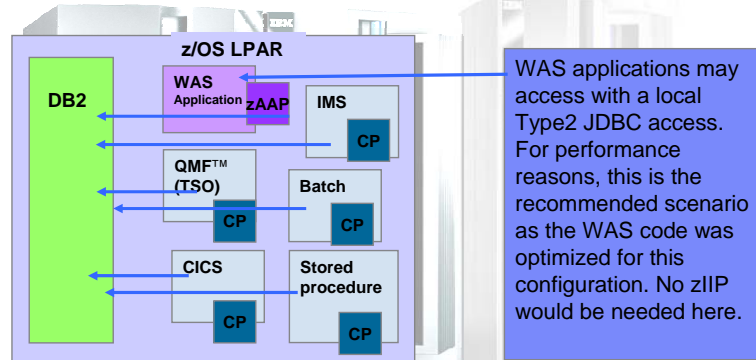 z/OS LPAR
DB2
WAS
Application
zAAP
IMS
CP
QMF™
(TSO)
CP
Batch
CP
CICS
CP
Stored
procedure
CP
WAS applications may
access with a local
Type2 JDBC access.
For performance
reasons, this is the
recommended scenario
as the WAS code was
optimized for this
configuration. No zIIP
would be needed here.